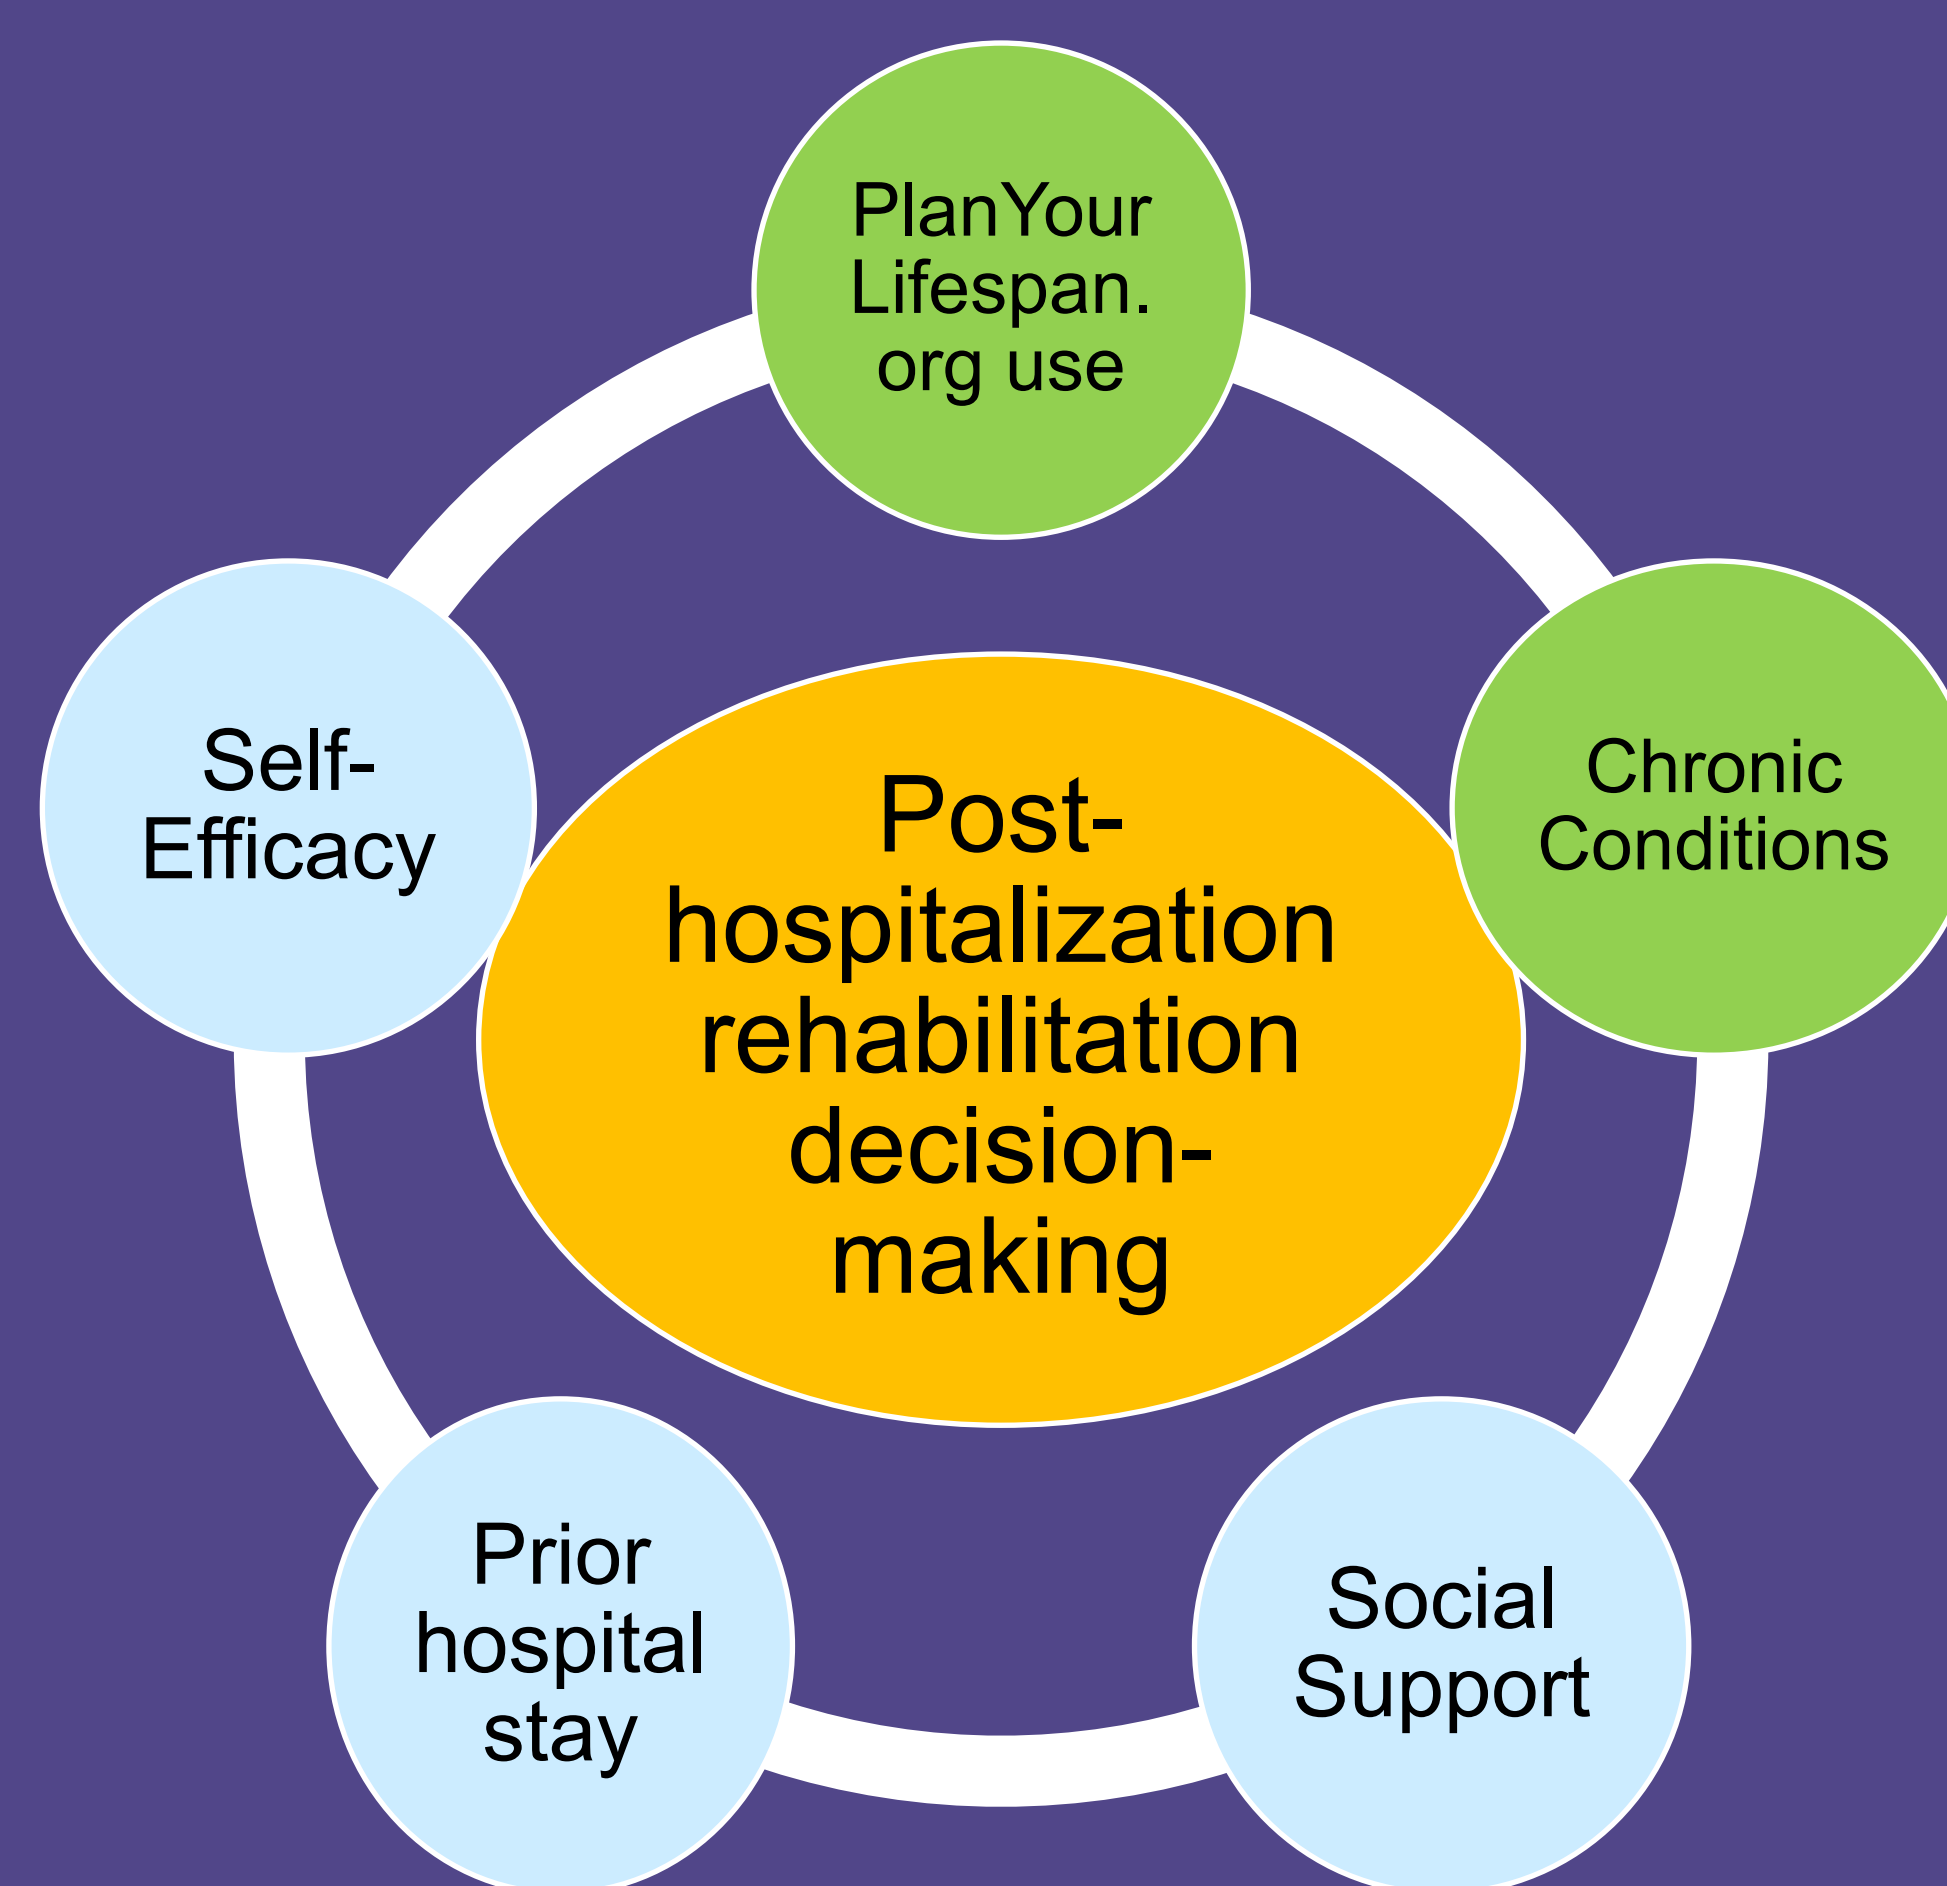 PlanYour
Lifespan.
org use
Self-
Efficacy
Chronic
Conditions
Post-
hospitalization
rehabilitation
decision-
making
Prior
hospital
stay
Social
Support